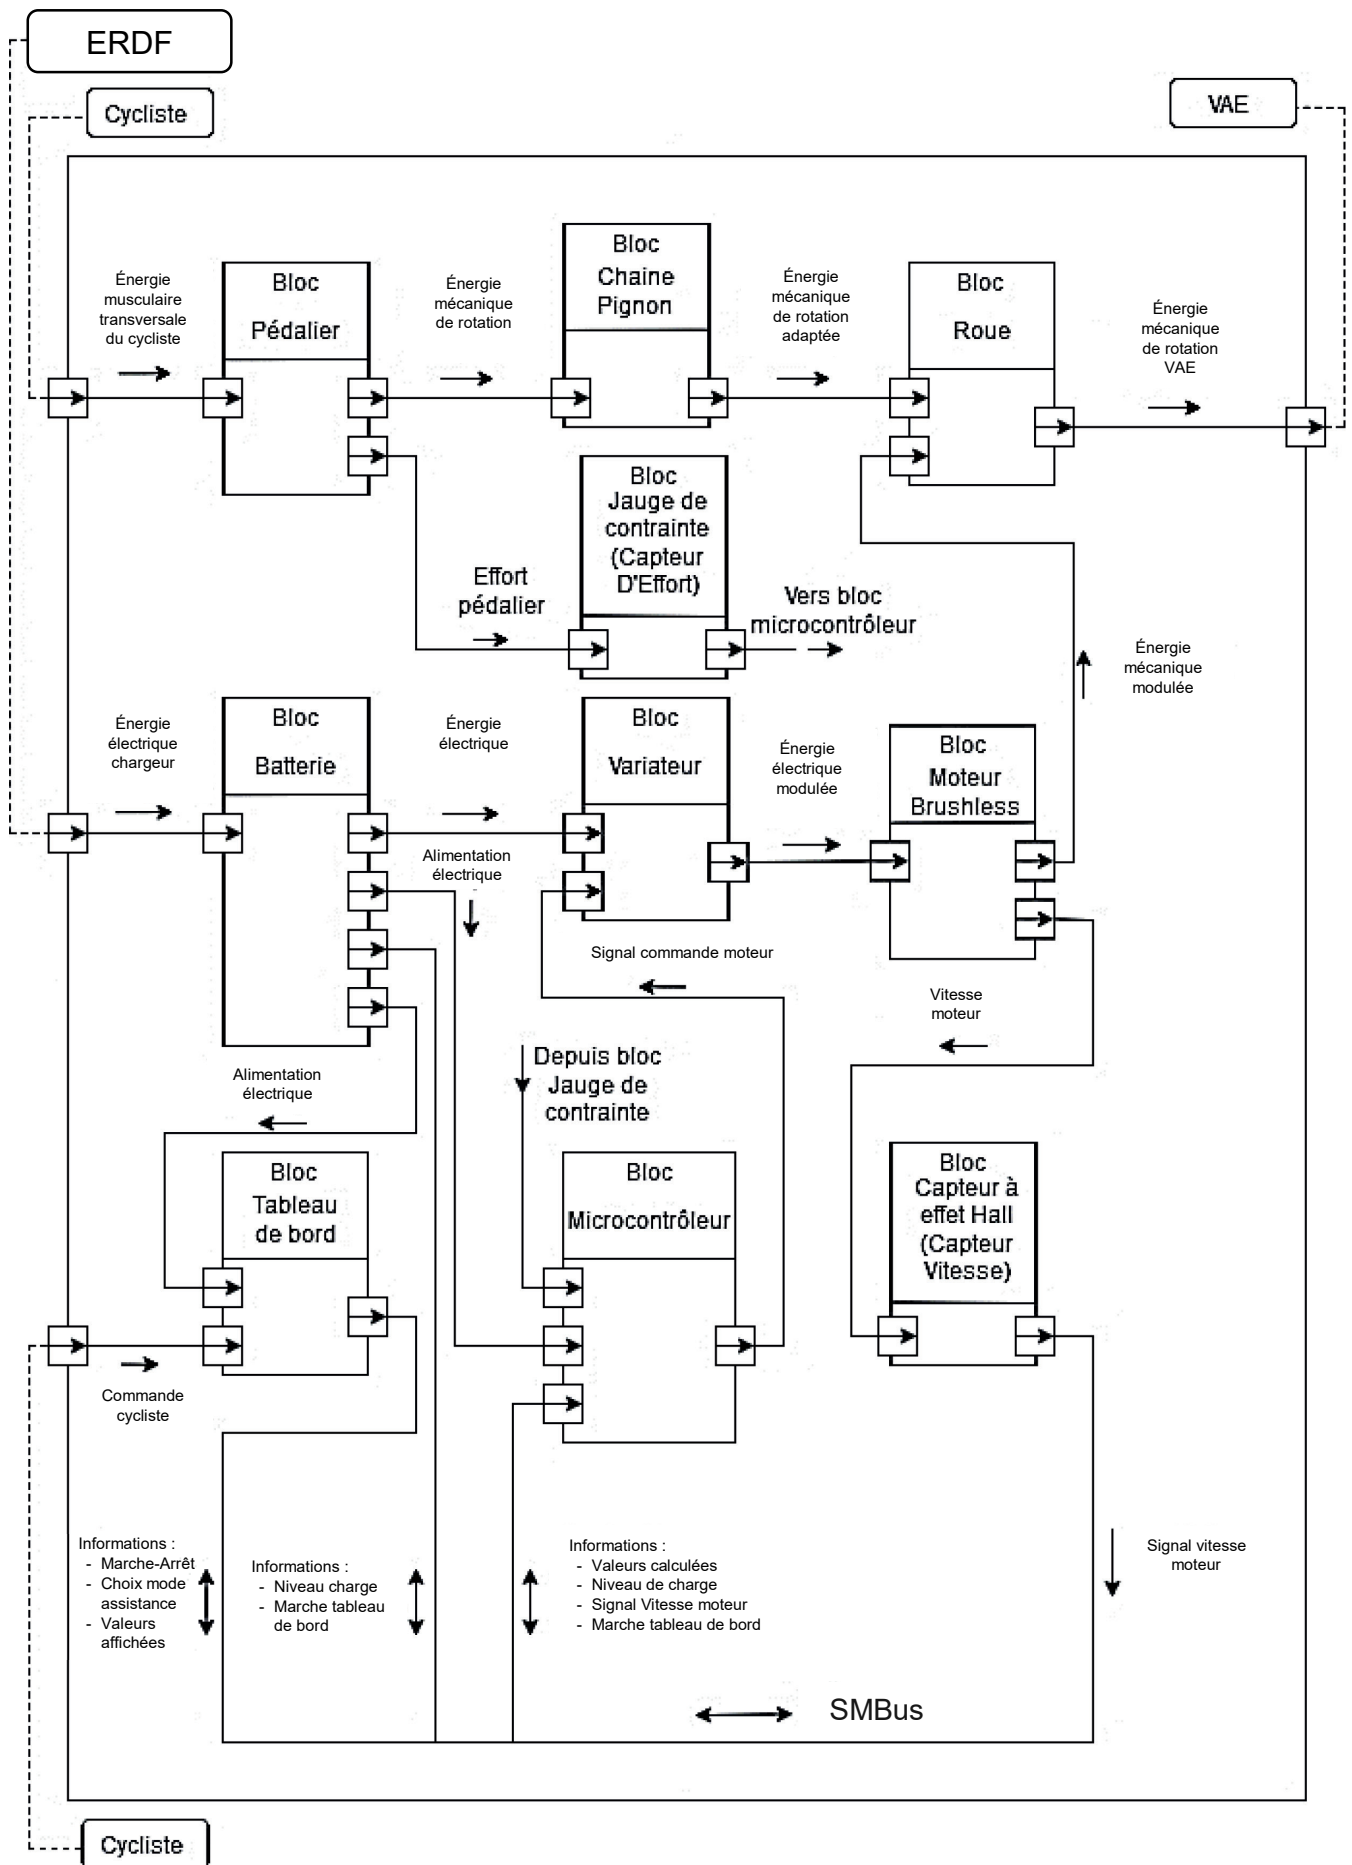 ERDF
Cycliste
VAE
Bloc
Pédalier
Bloc
Chaine
Pignon
Bloc
Roue
Énergie
musculaire
transversale
du cycliste
Énergie
mécanique
de rotation
Énergie
mécanique
de rotation
adaptée
Énergie
mécanique
de rotation
VAE
Bloc
Jauge de
contrainte
(Capteur
D'Effort)
Effort
pédalier
Vers bloc
microcontrôleur
Énergie
mécanique
modulée
Énergie
électrique
chargeur
Bloc
Batterie
Énergie
électrique
Bloc
Variateur
Énergie
électrique
modulée
Bloc
Moteur
Brushless
Alimentation
électrique
Signal commande moteur
Vitesse
moteur
Depuis bloc
Jauge de
contrainte
Alimentation
électrique
Bloc
Tableau
de bord
Bloc
Microcontrôleur
Bloc
Capteur à
effet Hall
(Capteur
Vitesse)
Commande
cycliste
Informations :
- Marche-Arrêt
- Choix mode
assistance
- Valeurs
affichées
Informations :
- Niveau charge
- Marche tableau
de bord
Informations :
- Valeurs calculées
- Niveau de charge
- Signal Vitesse moteur
- Marche tableau de bord
Signal vitesse
moteur
SMBus
Cycliste